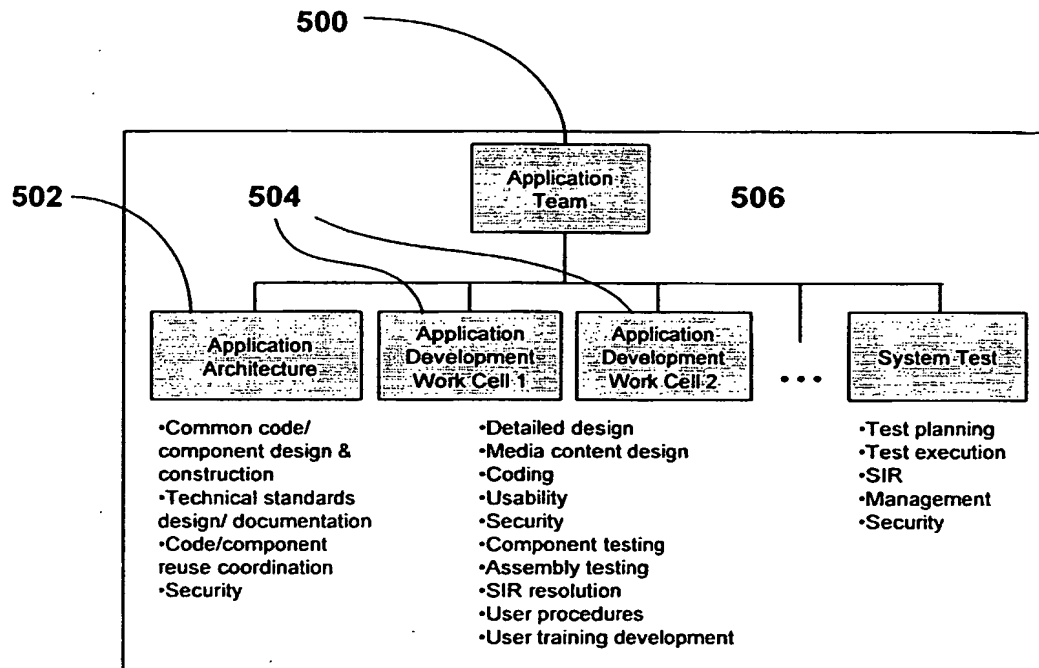 500
502
504
506
Application
Team
Application
Architecture
Application
Development
Work Cell 1
Application
Development
Work Cell 2
...
System Test
•Common code/
component design &
construction
•Technical standards
design/ documentation
•Code/component
reuse coordination
•Security
•Detailed design
•Media content design
•Coding
•Usability
•Security
•Component testing
•Assembly testing
•SIR resolution
•User procedures
•User training development
•Test planning
•Test execution
•SIR
•Management
•Security